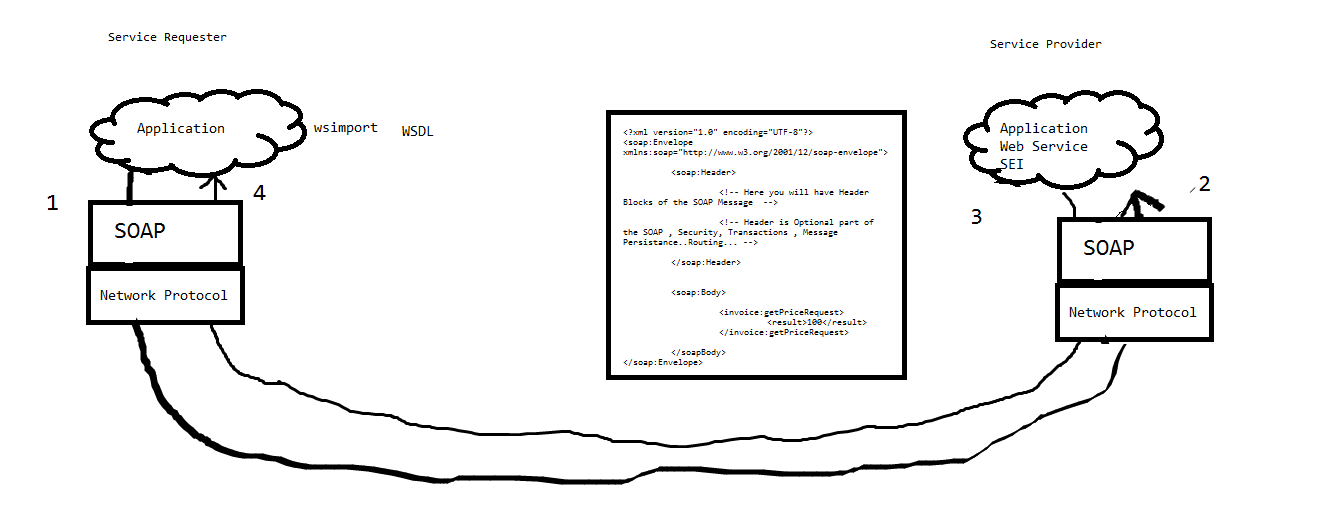 Service Requester
Service Provider
Application
wsimport
WSDL
1
4
SOAP
Network Protocol
<?xml version="1.0" encoding="UTF-8"?>
<soap:Envelope
xmlns:soap="http://www.w3.org/2001/12/soap-envelope">
<soap:Header>
<!-- Here you will have Header
Blocks of the SOAP Message  -->
<!-- Header is Optional part of
the SOAP , Security, Transactions , Message
Persistance..Routing... -->
</soap:Header>
<soap:Body>
<invoice:getPriceRequest>
<result>100</result>
</invoice:getPriceRequest>
</soapBody>
</soap:Envelope>
Application
Web Service
SEI
2
3
SOAP
Network Protocol